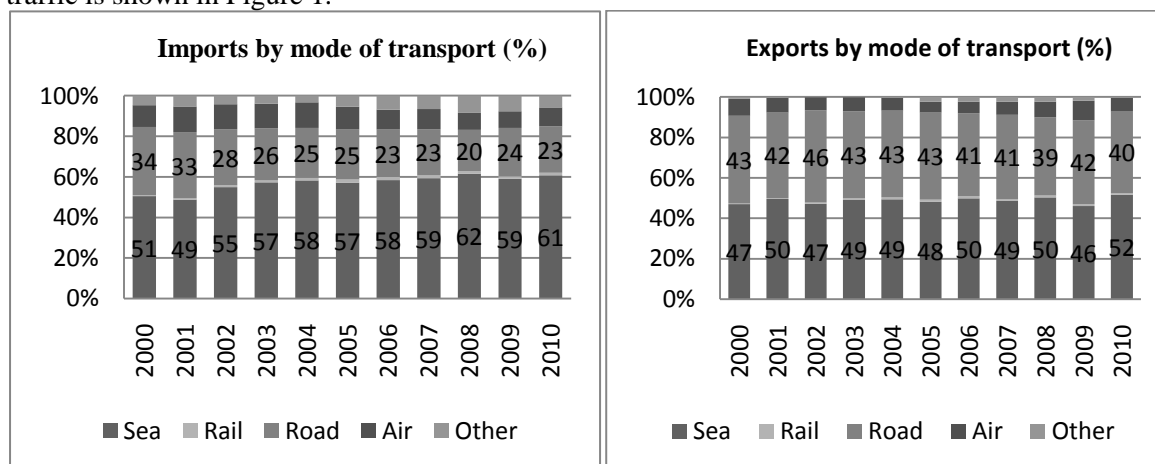 traffic is shown in Figure 1.
Imports by mode of transport (%)
100%
80%
60%
40%
20%
0%
34 33 28 26 25 25 23 23 20 24 23
51 49 55 57 58 57 58 59 62 59 61
2000 2001 2002 2003 2004 2005 2006 2007 2008 2009 2010
Sea Rail Road Air Other
Exports by mode of transport (%)
100%
80%
60%
40%
20%
0%
43 42 46 43 43 43 41 41 39 42 40
47 50 47 49 49 48 50 49 50 46 52
2000 2001 2002 2003 2004 2005 2006 2007 2008 2009 2010
Sea Rail Road Air Other